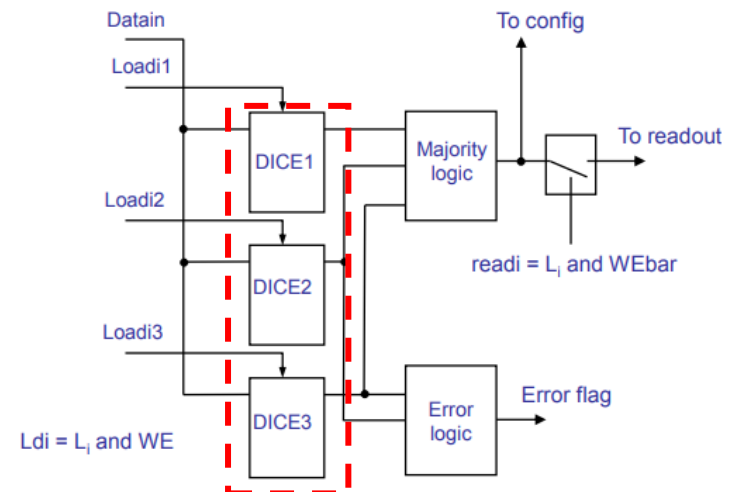 Datain
To config
Loadi1
DICE1
Majority
logic
To readout
Loadi2
readi = Lᵢ and WEbar
DICE2
Loadi3
DICE3
Error
logic
Error flag
Ldi = Lᵢ and WE